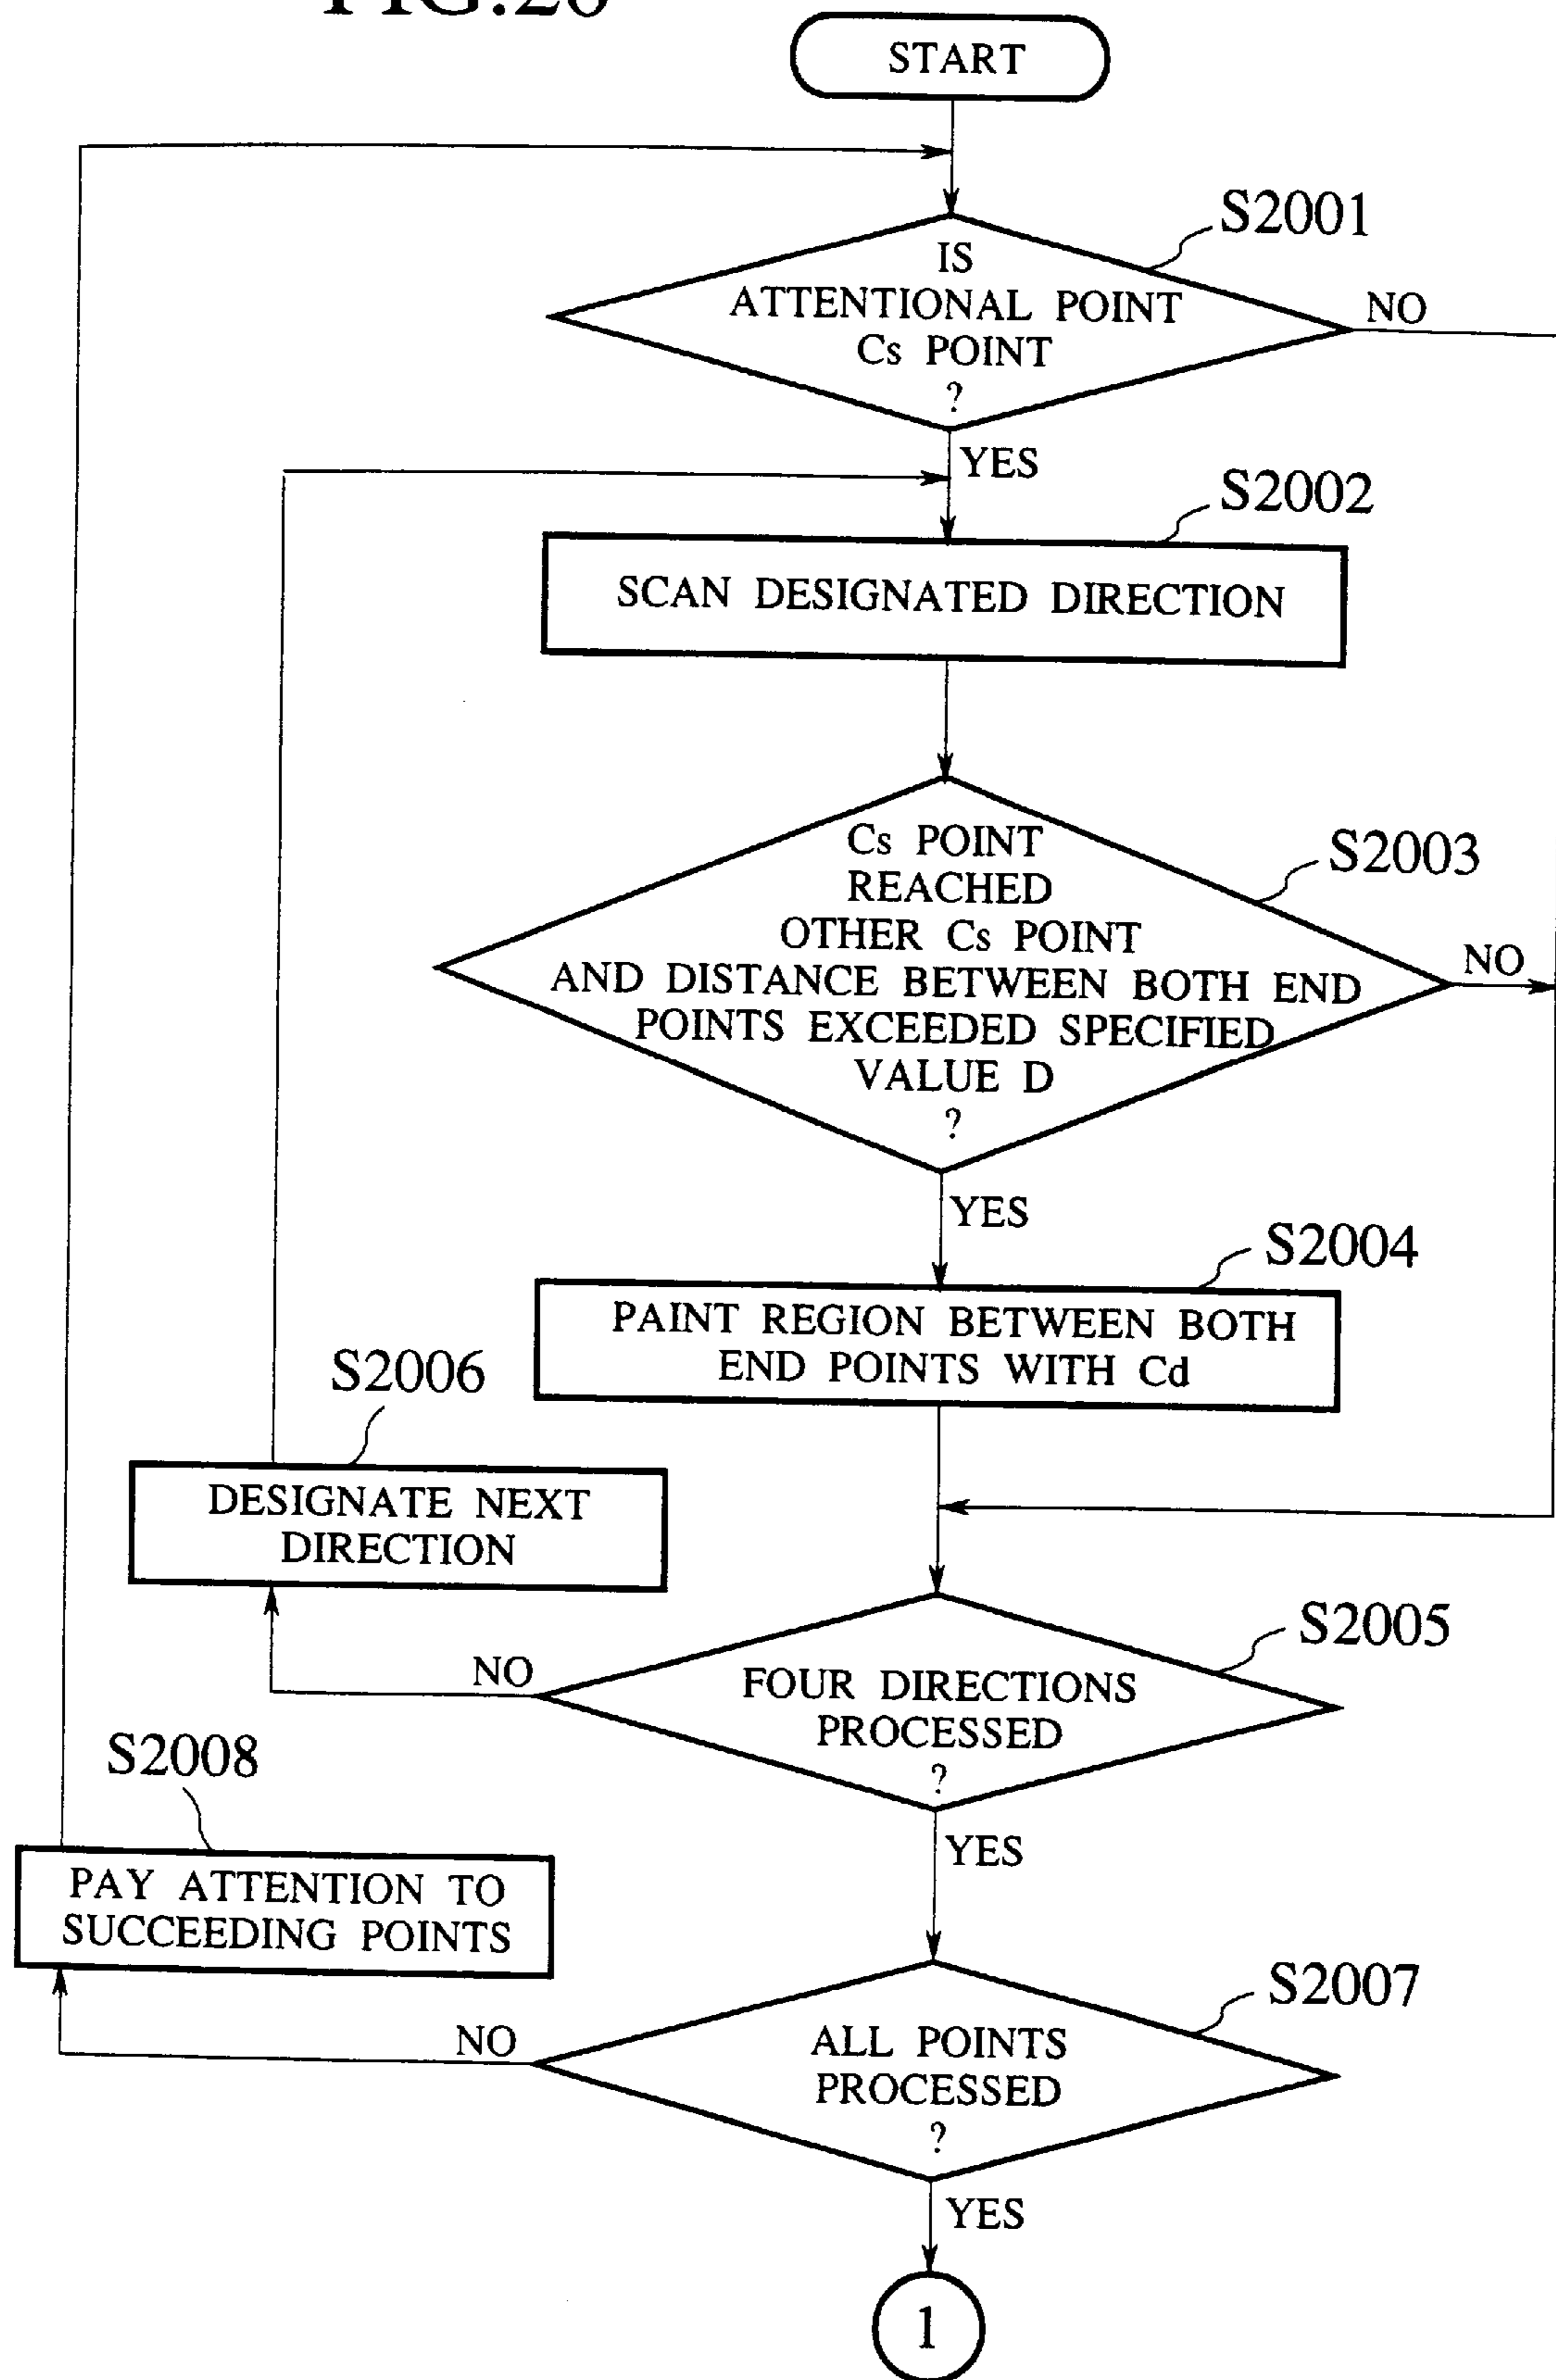 START
S2001
IS
ATTENTIONAL POINT
Cs POINT
?
NO
YES
S2002
SCAN DESIGNATED DIRECTION
S2003
Cs POINT
REACHED
OTHER Cs POINT
AND DISTANCE BETWEEN BOTH END
POINTS EXCEEDED SPECIFIED
VALUE D
?
NO
YES
S2004
PAINT REGION BETWEEN BOTH
END POINTS WITH Cd
S2006
DESIGNATE NEXT
DIRECTION
S2005
FOUR DIRECTIONS
PROCESSED
?
NO
YES
S2008
PAY ATTENTION TO
SUCCEEDING POINTS
S2007
ALL POINTS
PROCESSED
?
NO
YES
1